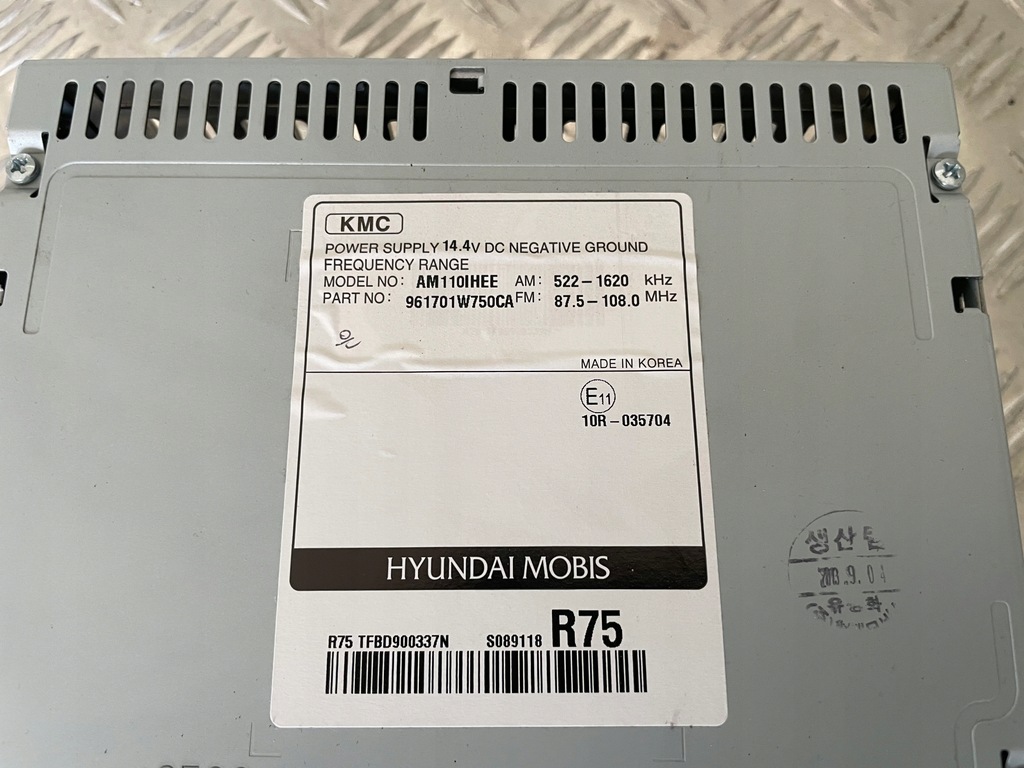 KMC
POWER SUPPLY 14.4V DC NEGATIVE GROUND
FREQUENCY RANGE
MODEL NO: AM110IHEE AM: 522-1620 kHz
PART NO: 961701W750CA FM: 87.5-108.0 MHz
MADE IN KOREA
E11
10R-035704
HYUNDAI MOBIS
R75 TFBD900337N S089118 R75
생산
.9.04